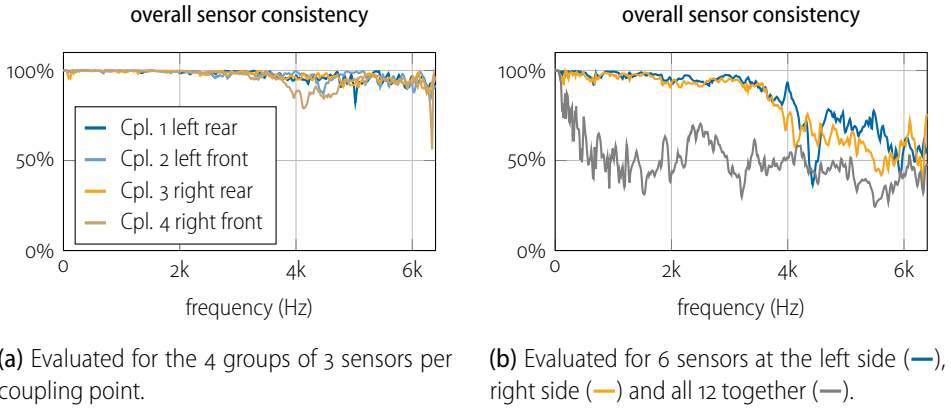 overall sensor consistency
100%
50%
0%
Cpl. 1 left rear
Cpl. 2 left front
Cpl. 3 right rear
Cpl. 4 right front
0 2k 4k 6k
frequency (Hz)
(a) Evaluated for the 4 groups of 3 sensors per
coupling point.
overall sensor consistency
100%
50%
0%
0 2k 4k 6k
frequency (Hz)
(b) Evaluated for 6 sensors at the left side (—),
right side (—) and all 12 together (—).